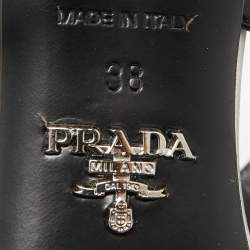 MADE IN ITALY
38
PRADA
MILANO
DAL 1913